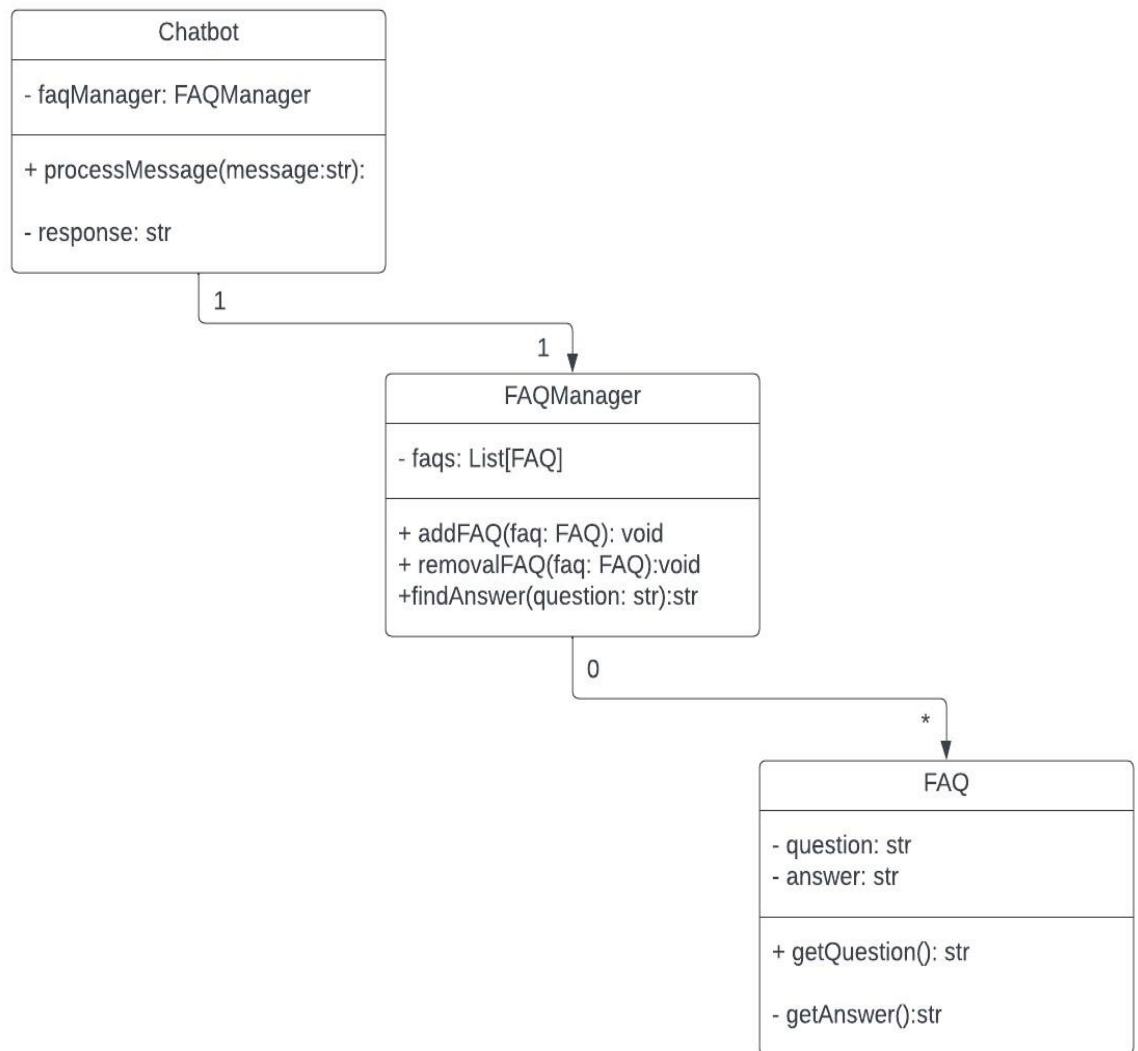 Chatbot
- faqManager: FAQManager
+ processMessage(message:str):
- response: str
1
1
FAQManager
- faqs: List[FAQ]
+ addFAQ(faq: FAQ): void
+ removalFAQ(faq: FAQ):void
+findAnswer(question: str):str
0
*
FAQ
- question: str
- answer: str
+ getQuestion(): str
- getAnswer():str